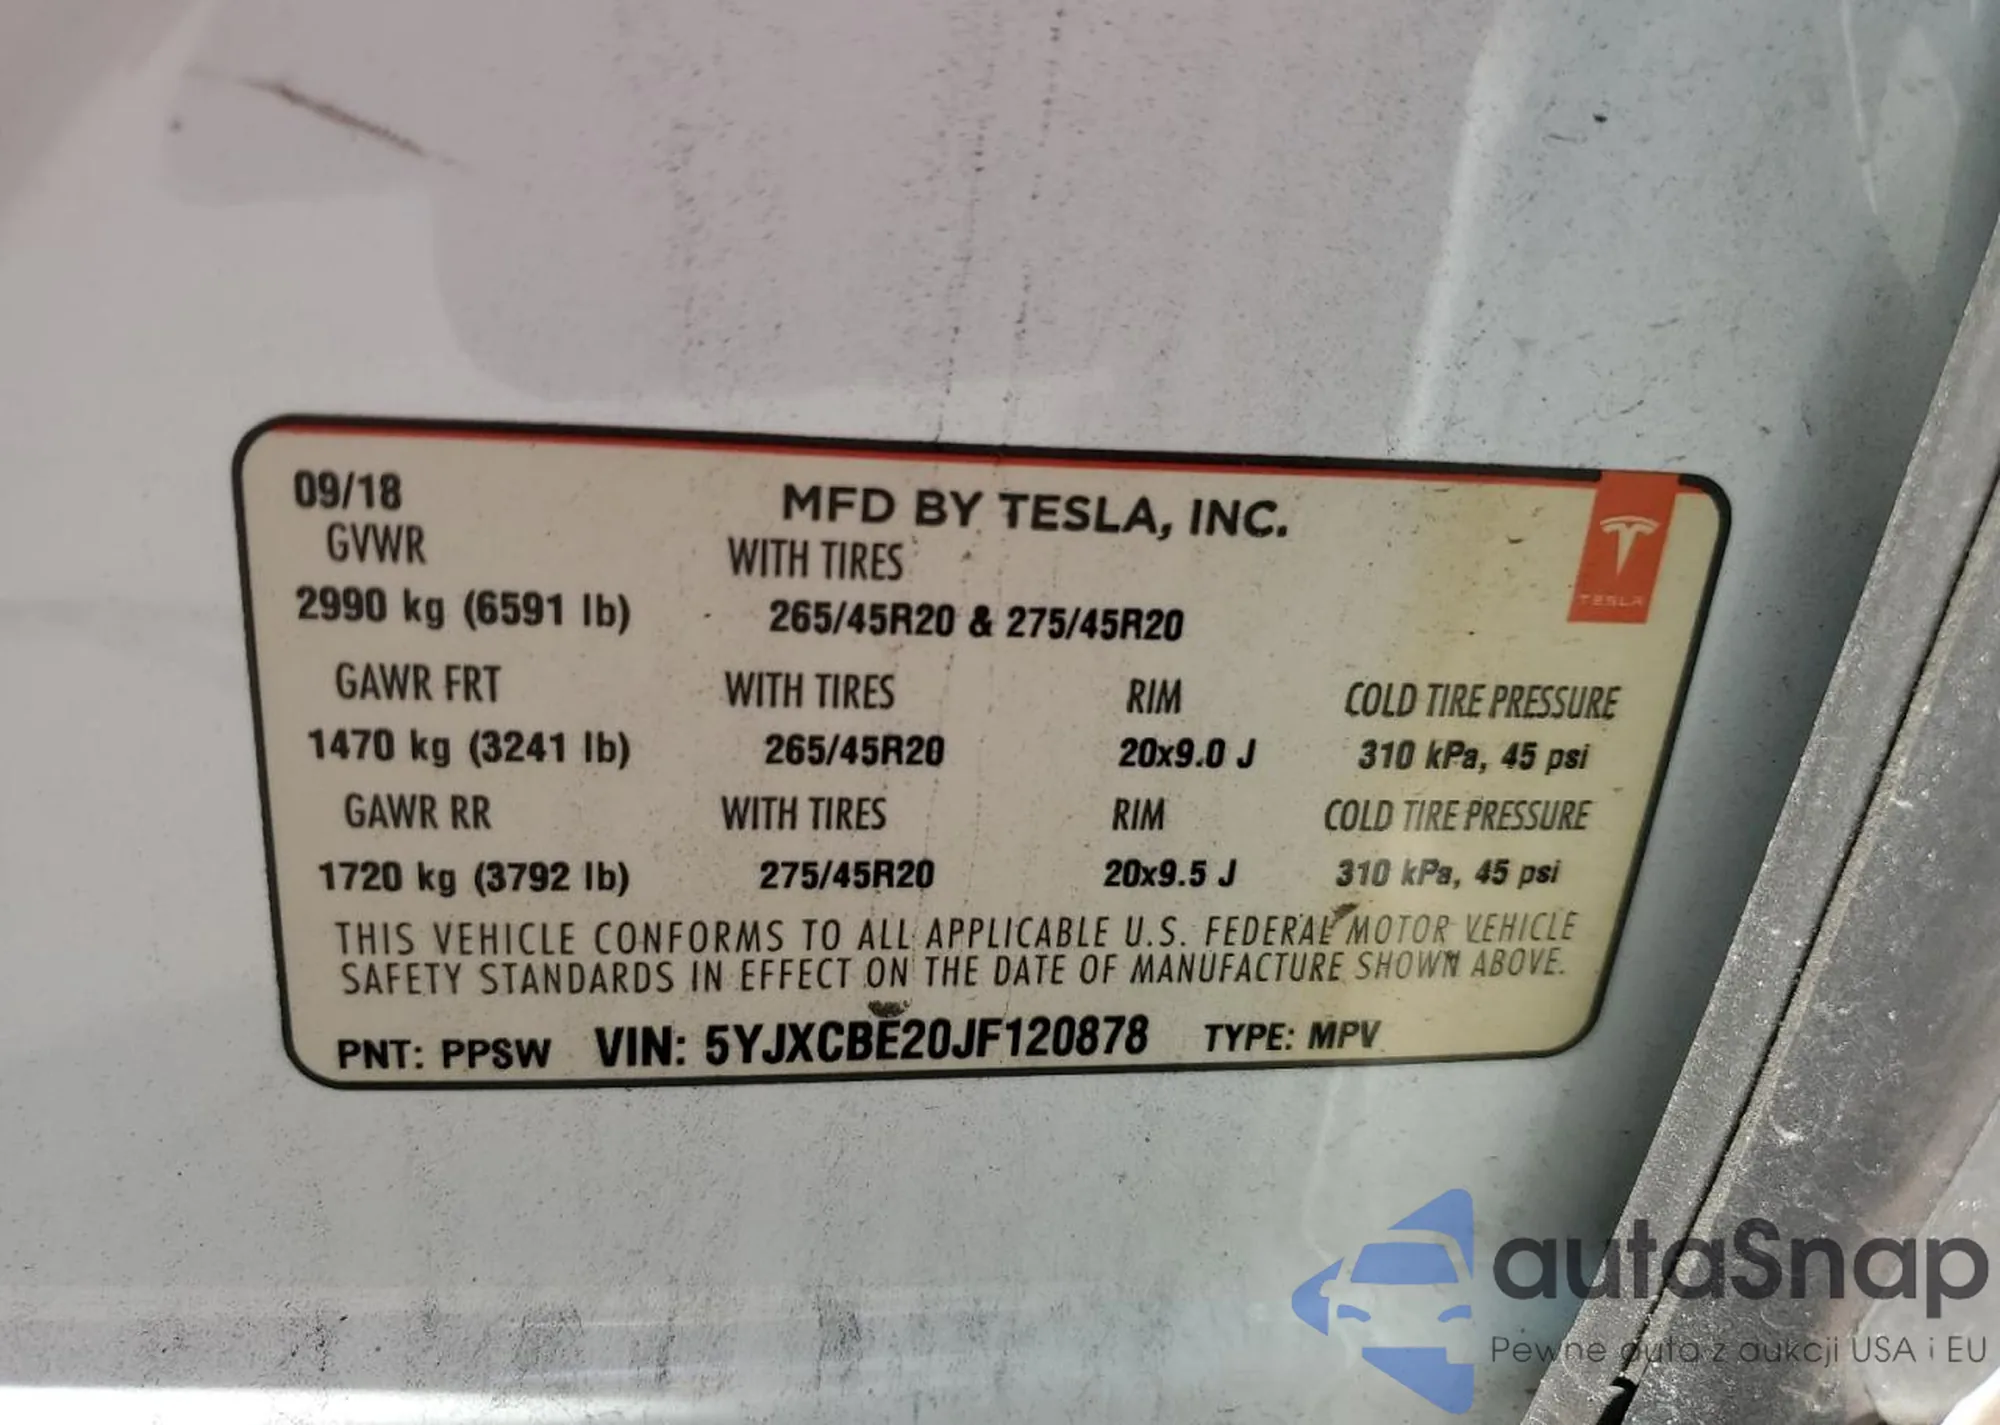 09/18 MFD BY TESLA, INC.
GVWR WITH TIRES
2990 kg (6591 lb) 265/45R20 & 275/45R20
TESLA
GAWR FRT WITH TIRES RIM COLD TIRE PRESSURE
1470 kg (3241 lb) 265/45R20 20x9.0 J 310 kPa, 45 psi
GAWR RR WITH TIRES RIM COLD TIRE PRESSURE
1720 kg (3792 lb) 275/45R20 20x9.5 J 310 kPa, 45 psi
THIS VEHICLE CONFORMS TO ALL APPLICABLE U.S. FEDERAL MOTOR VEHICLE
SAFETY STANDARDS IN EFFECT ON THE DATE OF MANUFACTURE SHOWN ABOVE.
PNT: PPSW VIN: 5YJXCBE20JF120878 TYPE: MPV
autaSnap
Pewne auta z aukcji USA i EU